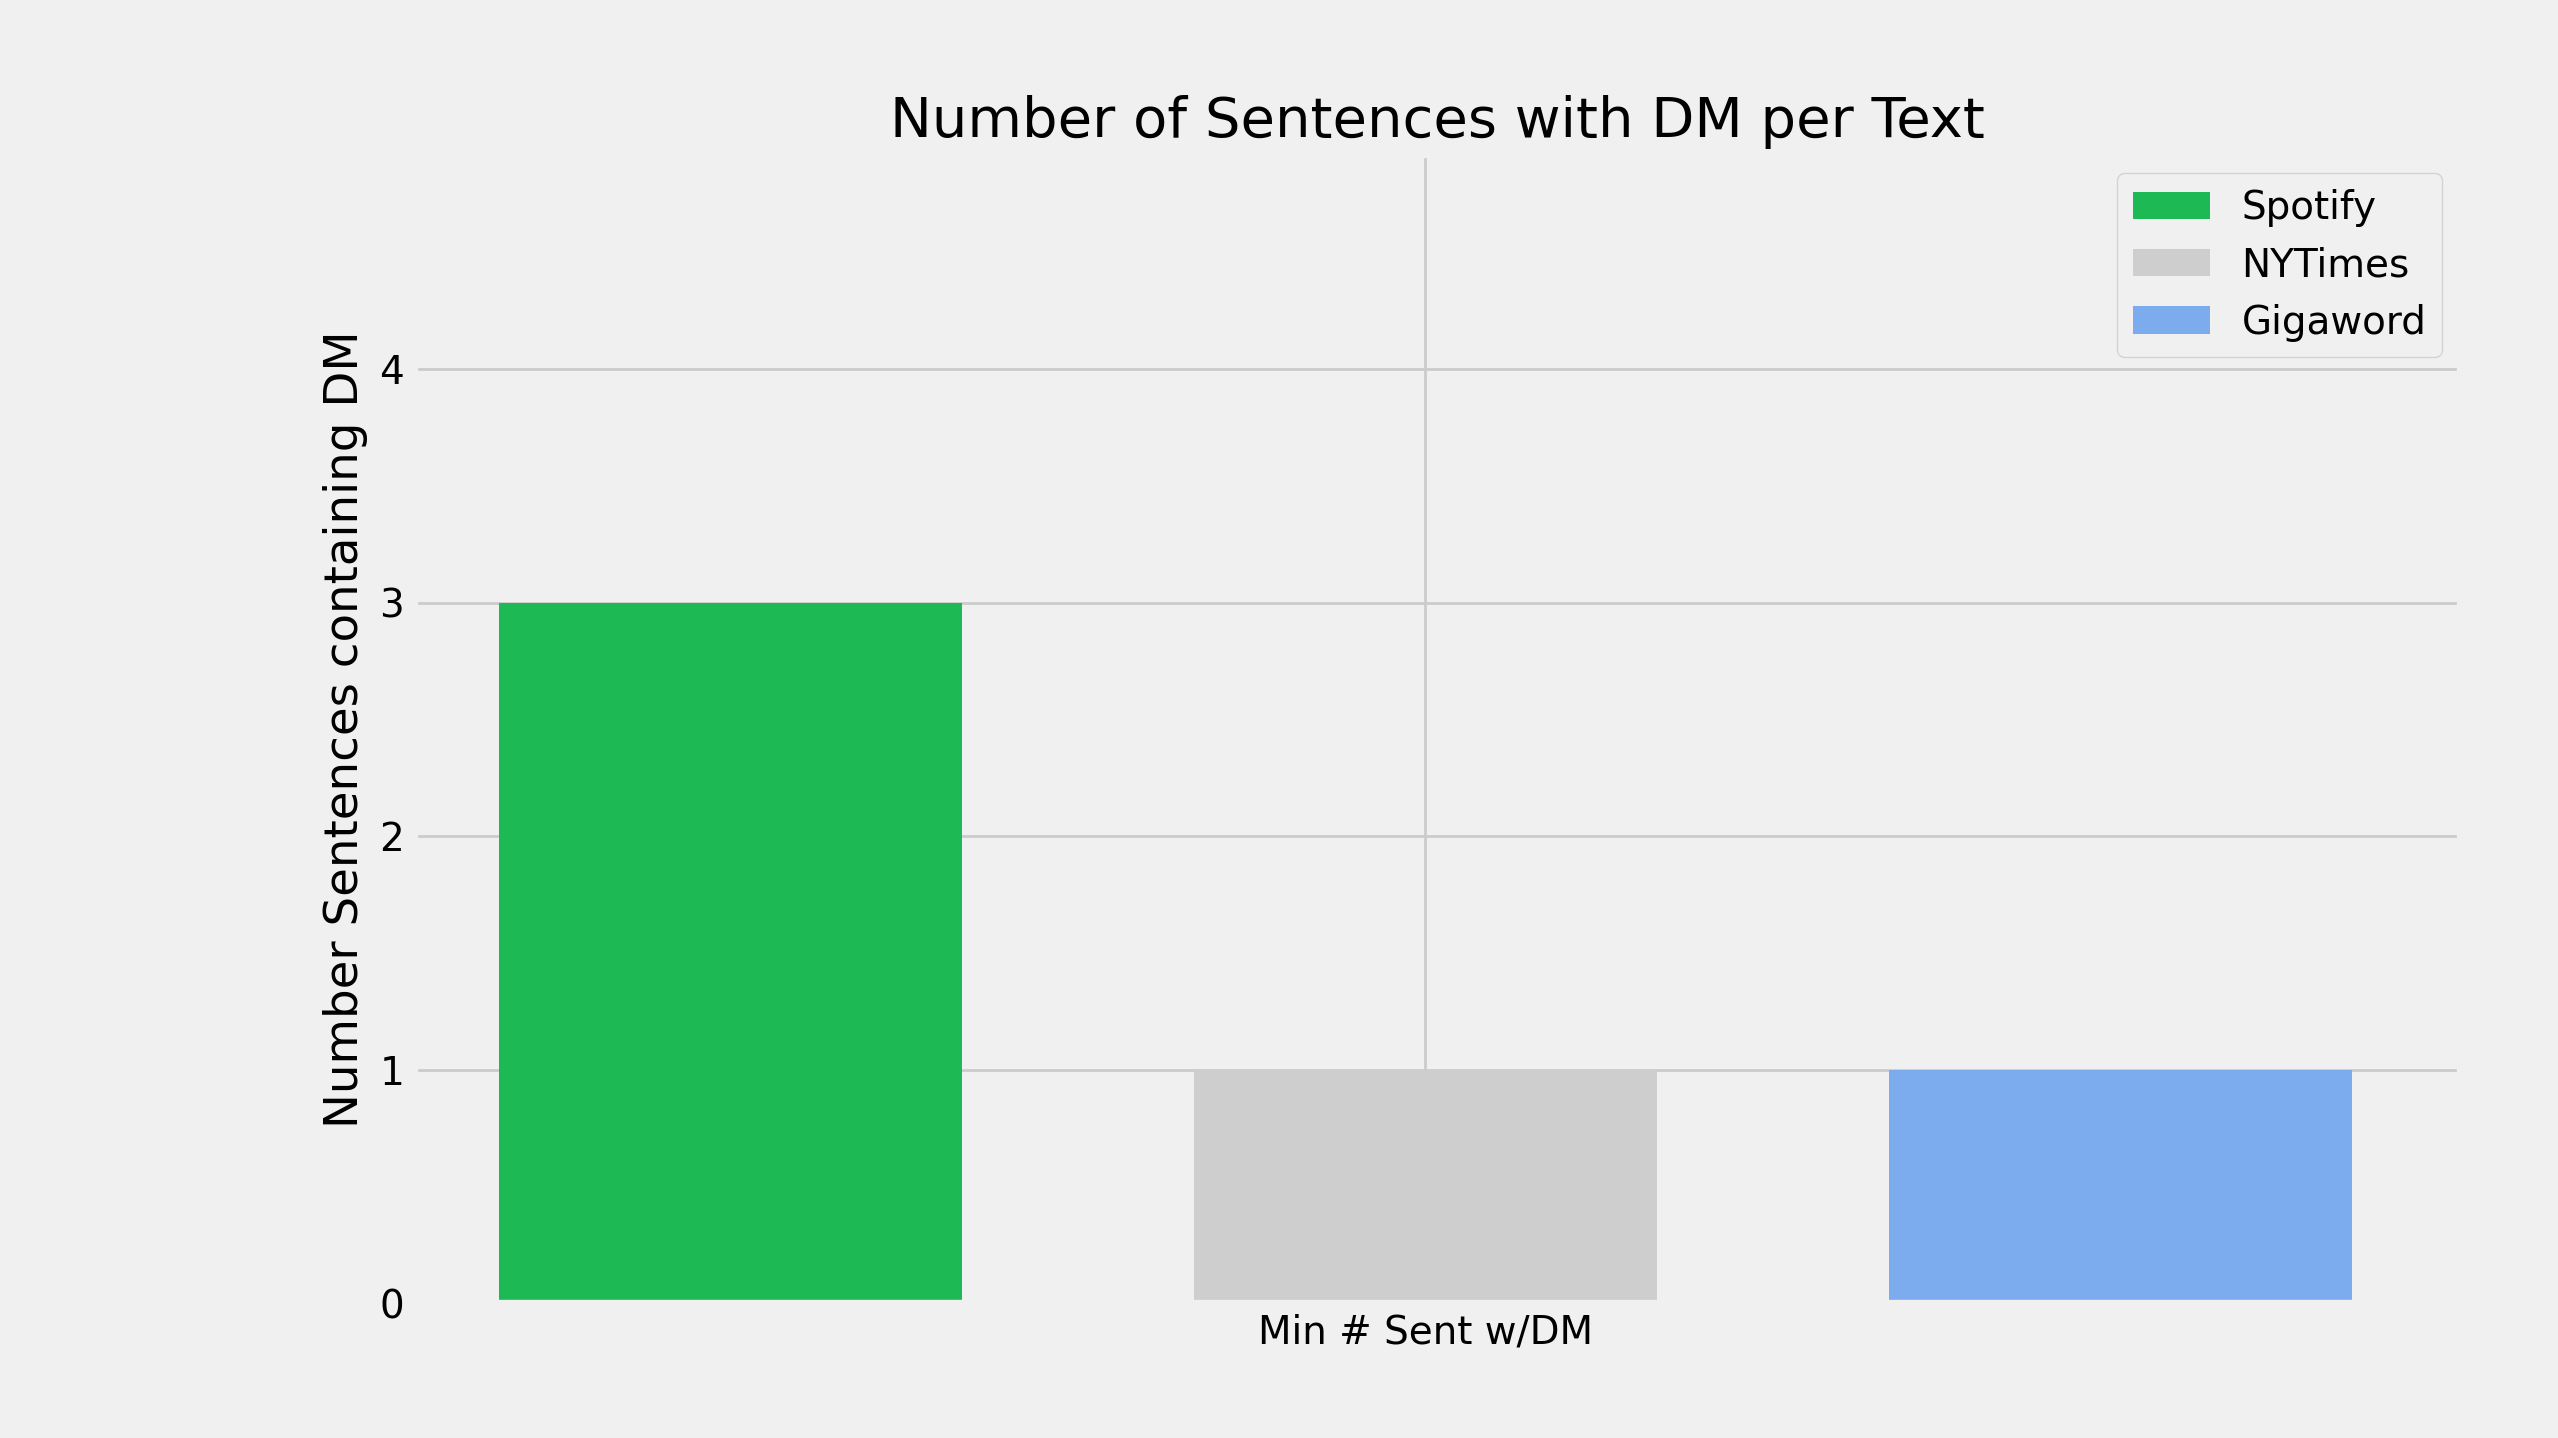 Number of Sentences with DM per Text
Spotify
NYTimes
Gigaword
Number Sentences containing DM
4
3
2
1
0
Min # Sent w/DM